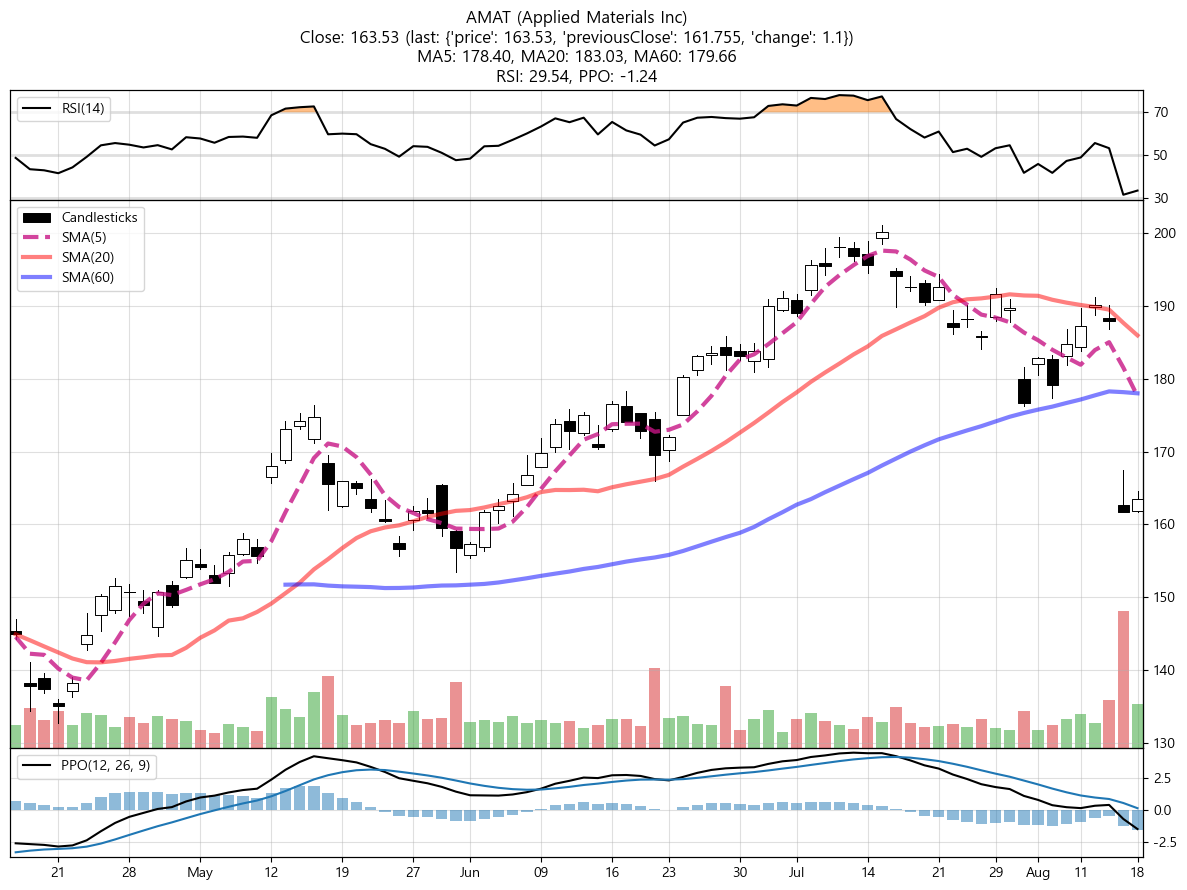 AMAT (Applied Materials Inc)
Close: 163.53 (last: {'price': 163.53, 'previousClose': 161.755, 'change': 1.1})
MA5: 178.40, MA20: 183.03, MA60: 179.66
RSI: 29.54, PPO: -1.24
RSI(14)
70
50
30
Candlesticks
SMA(5)
SMA(20)
SMA(60)
200
190
180
170
160
150
140
130
PPO(12, 26, 9)
2.5
0.0
-2.5
21 28 May 12 19 27 Jun 09 16 23 30 Jul 14 21 29 Aug 11 18